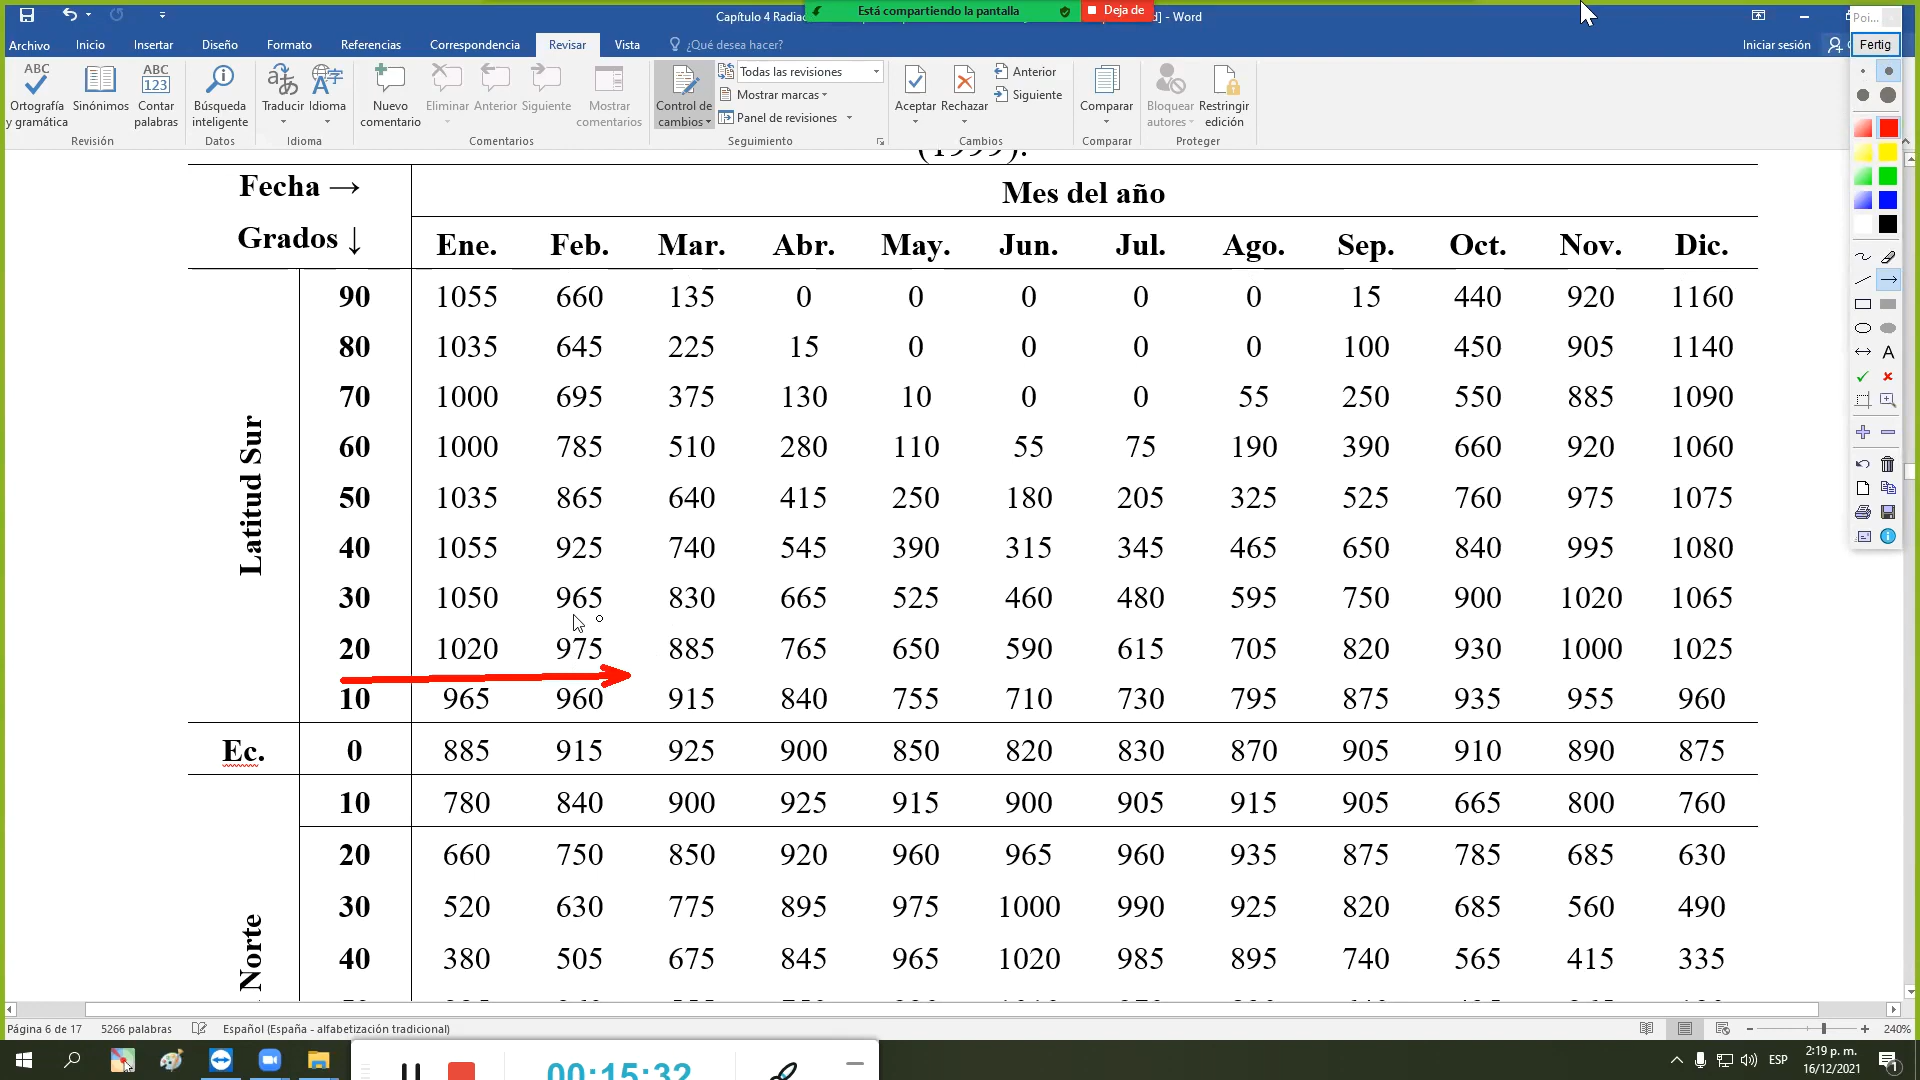 Está compartiendo la pantalla
Deja de
Capítulo 4 Radiac
d] - Word
Poi...
Archivo Inicio Insertar Diseño Formato Referencias Correspondencia Revisar Vista ¿Qué desea hacer? Iniciar sesión
Fertig
ABC
Ortografía y gramática
Sinónimos
ABC 123
Contar palabras
Revisión
Búsqueda inteligente
Datos
Traducir
Idioma
Idioma
Nuevo comentario
Eliminar
Anterior
Siguiente
Mostrar comentarios
Comentarios
Control de cambios
Todas las revisiones
Mostrar marcas
Panel de revisiones
Seguimiento
Aceptar
Rechazar
Anterior
Siguiente
Cambios
Comparar
Comparar
Bloquear autores
Restringir edición
Proteger
A
(1999).
Fecha → Mes del año
Grados ↓ Ene. Feb. Mar. Abr. May. Jun. Jul. Ago. Sep. Oct. Nov. Dic.
Latitud Sur
90 1055 660 135 0 0 0 0 0 15 440 920 1160
80 1035 645 225 15 0 0 0 0 100 450 905 1140
70 1000 695 375 130 10 0 0 55 250 550 885 1090
60 1000 785 510 280 110 55 75 190 390 660 920 1060
50 1035 865 640 415 250 180 205 325 525 760 975 1075
40 1055 925 740 545 390 315 345 465 650 840 995 1080
30 1050 965 830 665 525 460 480 595 750 900 1020 1065
20 1020 975 885 765 650 590 615 705 820 930 1000 1025
10 965 960 915 840 755 710 730 795 875 935 955 960
Ec. 0 885 915 925 900 850 820 830 870 905 910 890 875
Norte
10 780 840 900 925 915 900 905 915 905 665 800 760
20 660 750 850 920 960 965 960 935 875 785 685 630
30 520 630 775 895 975 1000 990 925 820 685 560 490
40 380 505 675 845 965 1020 985 895 740 565 415 335
Página 6 de 17 5266 palabras Español (España - alfabetización tradicional) 240%
00:15:32
ESP
2:19 p. m.
16/12/2021
1